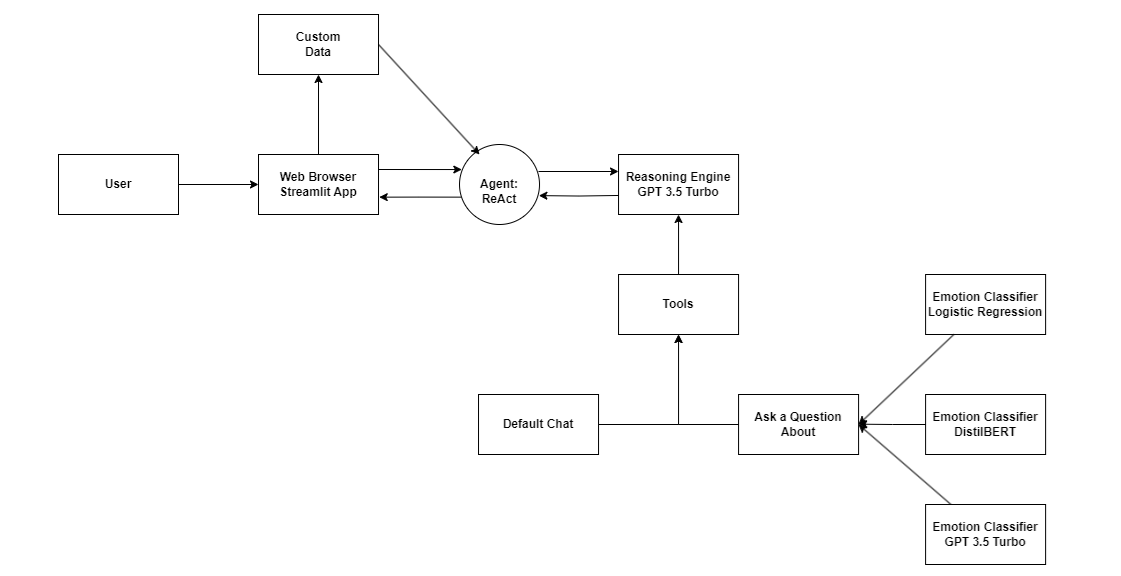 Custom
Data
User
Web Browser
Streamlit App
Agent:
ReAct
Reasoning Engine
GPT 3.5 Turbo
Tools
Emotion Classifier
Logistic Regression
Default Chat
Ask a Question
About
Emotion Classifier
DistilBERT
Emotion Classifier
GPT 3.5 Turbo